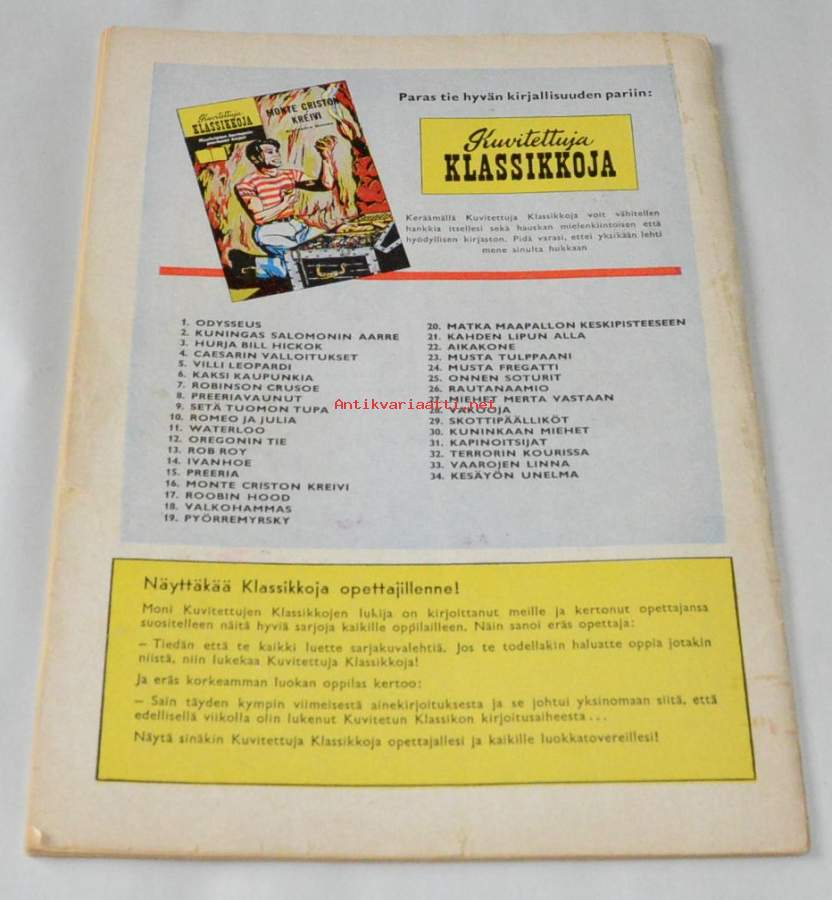 Kuvitettuja
KLASSIKKOJA
MONTE CRISTON
KREIVI
Paras tie hyvän kirjallisuuden pariin:
Kuvitettuja
KLASSIKKOJA
Keräämällä Kuvitettuja Klassikkoja voit vähitellen
hankkia itsellesi sekä hauskan mielenkiintoisen että
hyödyllisen kirjaston. Pidä varasi, ettei yksikään lehti
mene sinulta hukkaan
1. ODYSSEUS
2. KUNINGAS SALOMONIN AARRE
3. HURJA BILL HICKOK
4. CAESARIN VALLOITUKSET
5. VILLI LEOPARDI
6. KAKSI KAUPUNKIA
7. ROBINSON CRUSOE
8. PREERIAVAUNUT
9. SETÄ TUOMON TUPA
10. ROMEO JA JULIA
11. WATERLOO
12. OREGONIN TIE
13. ROB ROY
14. IVANHOE
15. PREERIA
16. MONTE CRISTON KREIVI
17. ROOBIN HOOD
18. VALKOHAMMAS
19. PYÖRREMYRSKY
20. MATKA MAAPALLON KESKIPISTEESEEN
21. KAHDEN LIPUN ALLA
22. AIKAKONE
23. MUSTA TULPPAANI
24. MUSTA FREGATTI
25. ONNEN SOTURIT
26. RAUTANAAMIO
27. MIEHET MERTA VASTAAN
28. VAKOOJA
29. SKOTTIPÄÄLLIKÖT
30. KUNINKAAN MIEHET
31. KAPINOITSIJAT
32. TERRORIN KOURISSA
33. VAAROJEN LINNA
34. KESÄYÖN UNELMA
Antikvariaatti.net
Näyttäkää Klassikkoja opettajillenne!
Moni Kuvitettujen Klassikkojen lukija on kirjoittanut meille ja kertonut opettajansa
suositelleen näitä hyviä sarjoja kaikille oppilailleen. Näin sanoi eräs opettaja:
— Tiedän että te kaikki luette sarjakuvalehtiä. Jos te todellakin haluatte oppia jotakin
niistä, niin lukekaa Kuvitettuja Klassikkoja!
Ja eräs korkeamman luokan oppilas kertoo:
— Sain täyden kympin viimeisestä ainekirjoituksesta ja se johtui yksinomaan siitä, että
edellisellä viikolla olin lukenut Kuvitetun Klassikon kirjoitusaiheesta...
Näytä sinäkin Kuvitettuja Klassikkoja opettajallesi ja kaikille luokkatovereillesi!